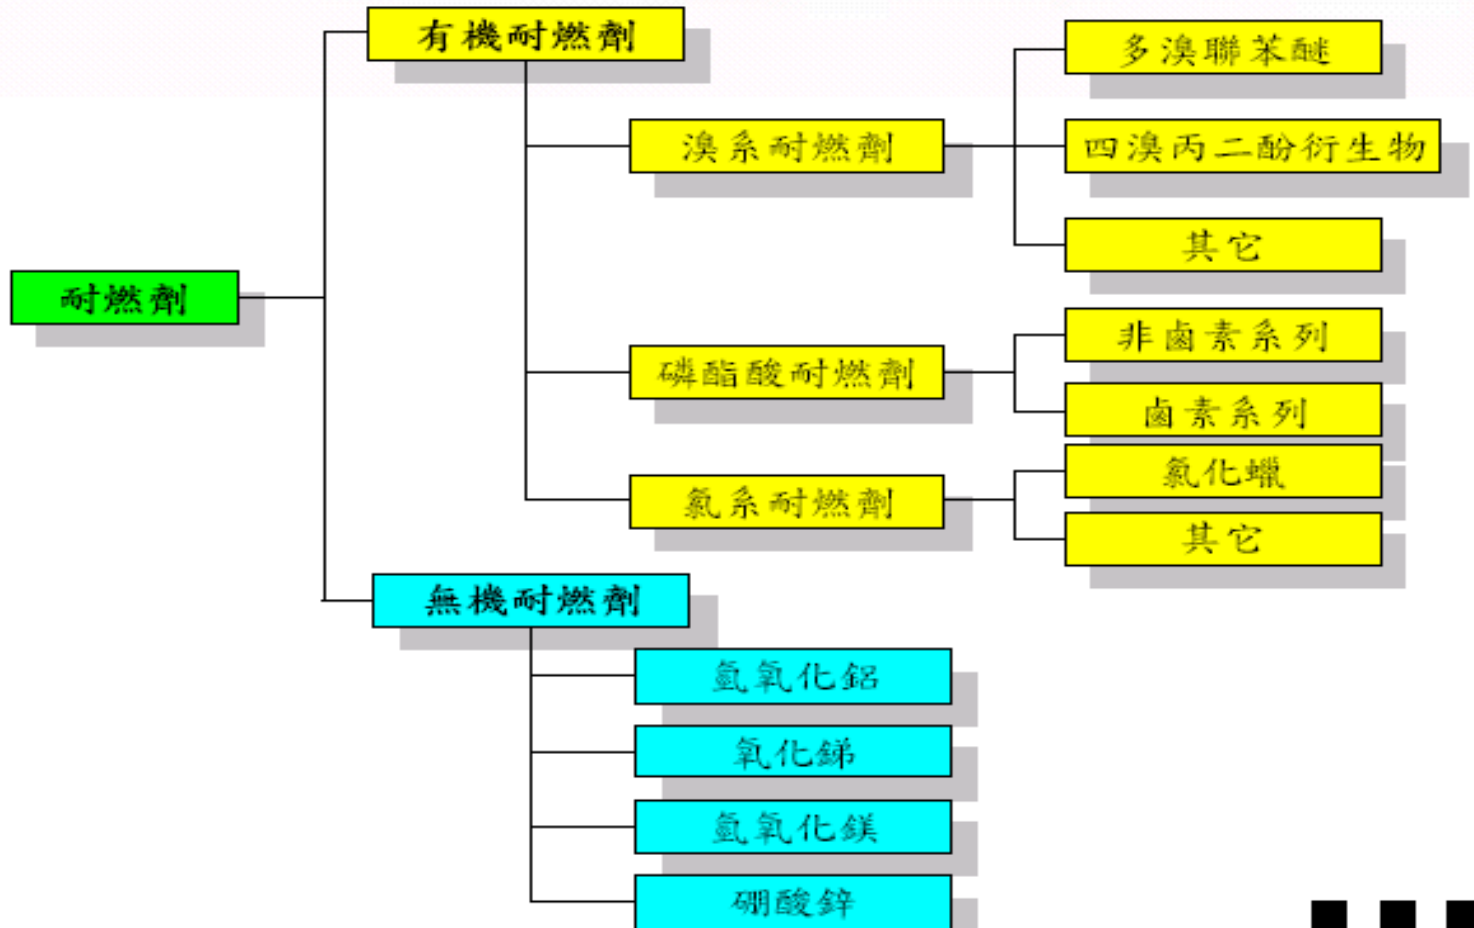 有機耐燃劑
多溴聯苯醚
溴系耐燃劑
四溴丙二酚衍生物
其它
耐燃劑
非鹵素系列
磷酯酸耐燃劑
鹵素系列
氯化蠟
氯系耐燃劑
其它
無機耐燃劑
氫氧化鋁
氧化銻
氫氧化鎂
硼酸鋅